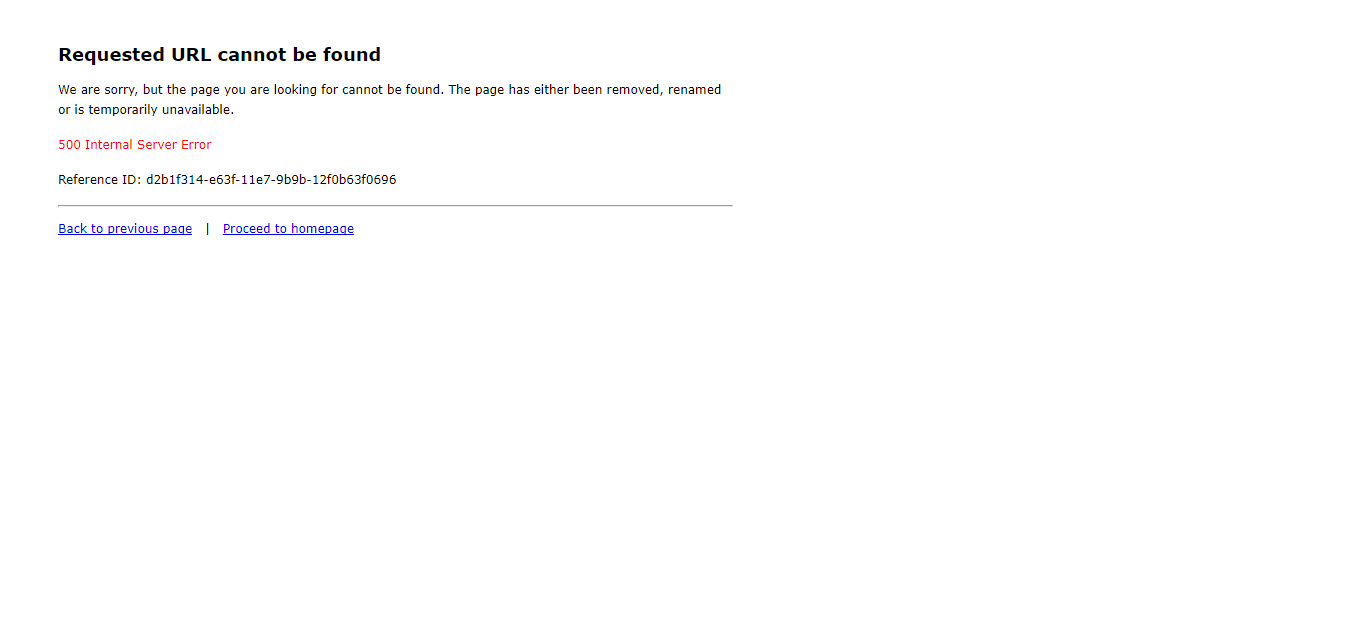 Requested URL cannot be found
We are sorry, but the page you are looking for cannot be found. The page has either been removed, renamed
or is temporarily unavailable.
500 Internal Server Error
Reference ID: d2b1f314-e63f-11e7-9b9b-12f0b63f0696
Back to previous page | Proceed to homepage